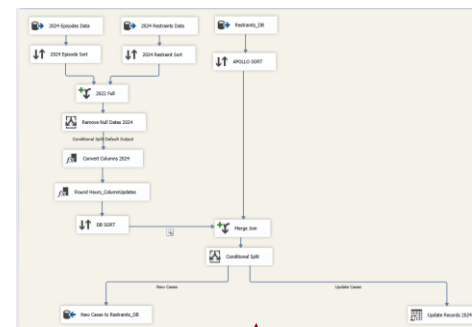 2024 Episodes Data
2024 Restraints Data
Restraints_DB
2024 Episode Sort
2024 Restraint Sort
APOLLO SORT
2022 Full
Remove Null Dates 2024
Conditional Split Default Output
Convert Columns 2024
Round Hours_ColumnUpdates
DB SORT
Merge Join
Conditional Split
New Cases
Update Cases
New Cases to Restraints_DB
Update Records 2024